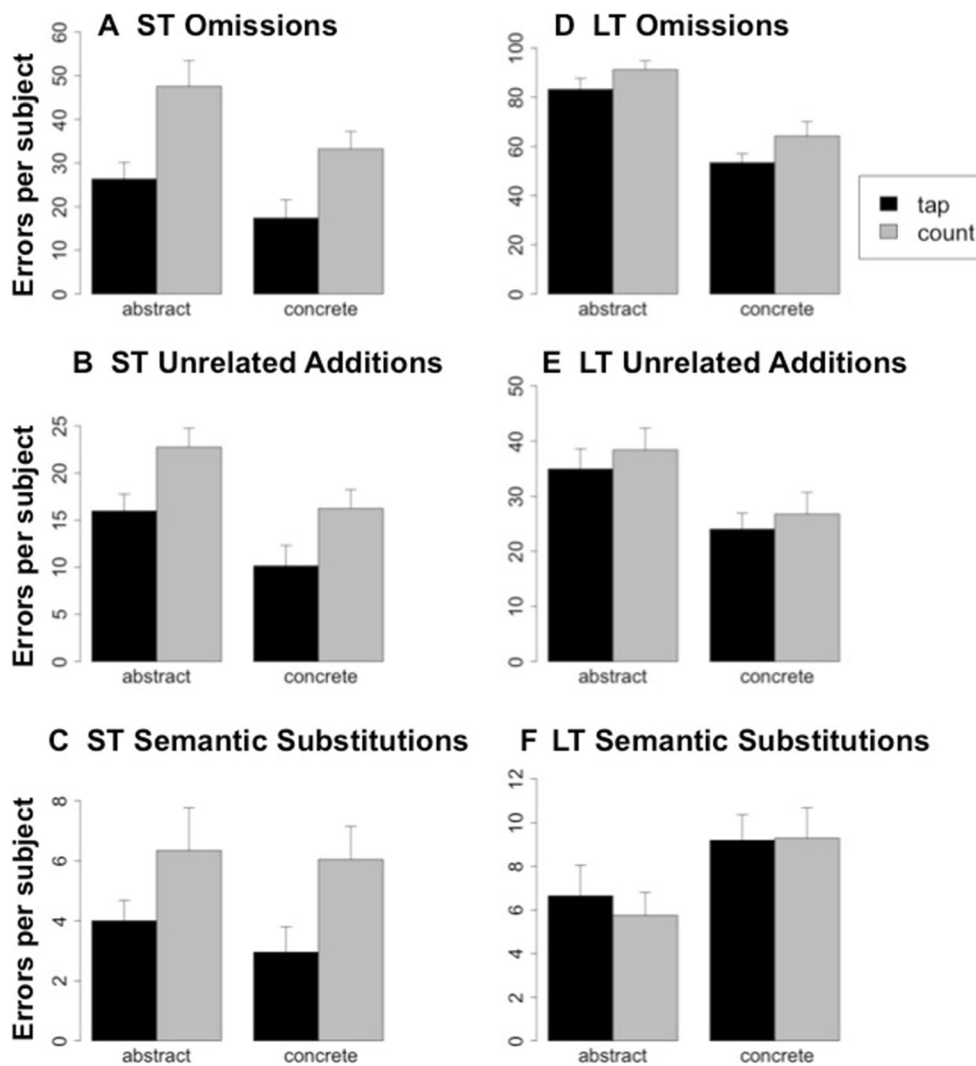 A ST Omissions
Errors per subject
60
50
40
30
20
10
0
abstract
concrete
D LT Omissions
100
80
60
40
20
0
abstract
concrete
tap
count
B ST Unrelated Additions
Errors per subject
25
20
15
10
5
0
abstract
concrete
E LT Unrelated Additions
50
40
30
20
10
0
abstract
concrete
C ST Semantic Substitutions
Errors per subject
8
6
4
2
0
abstract
concrete
F LT Semantic Substitutions
12
10
8
6
4
2
0
abstract
concrete